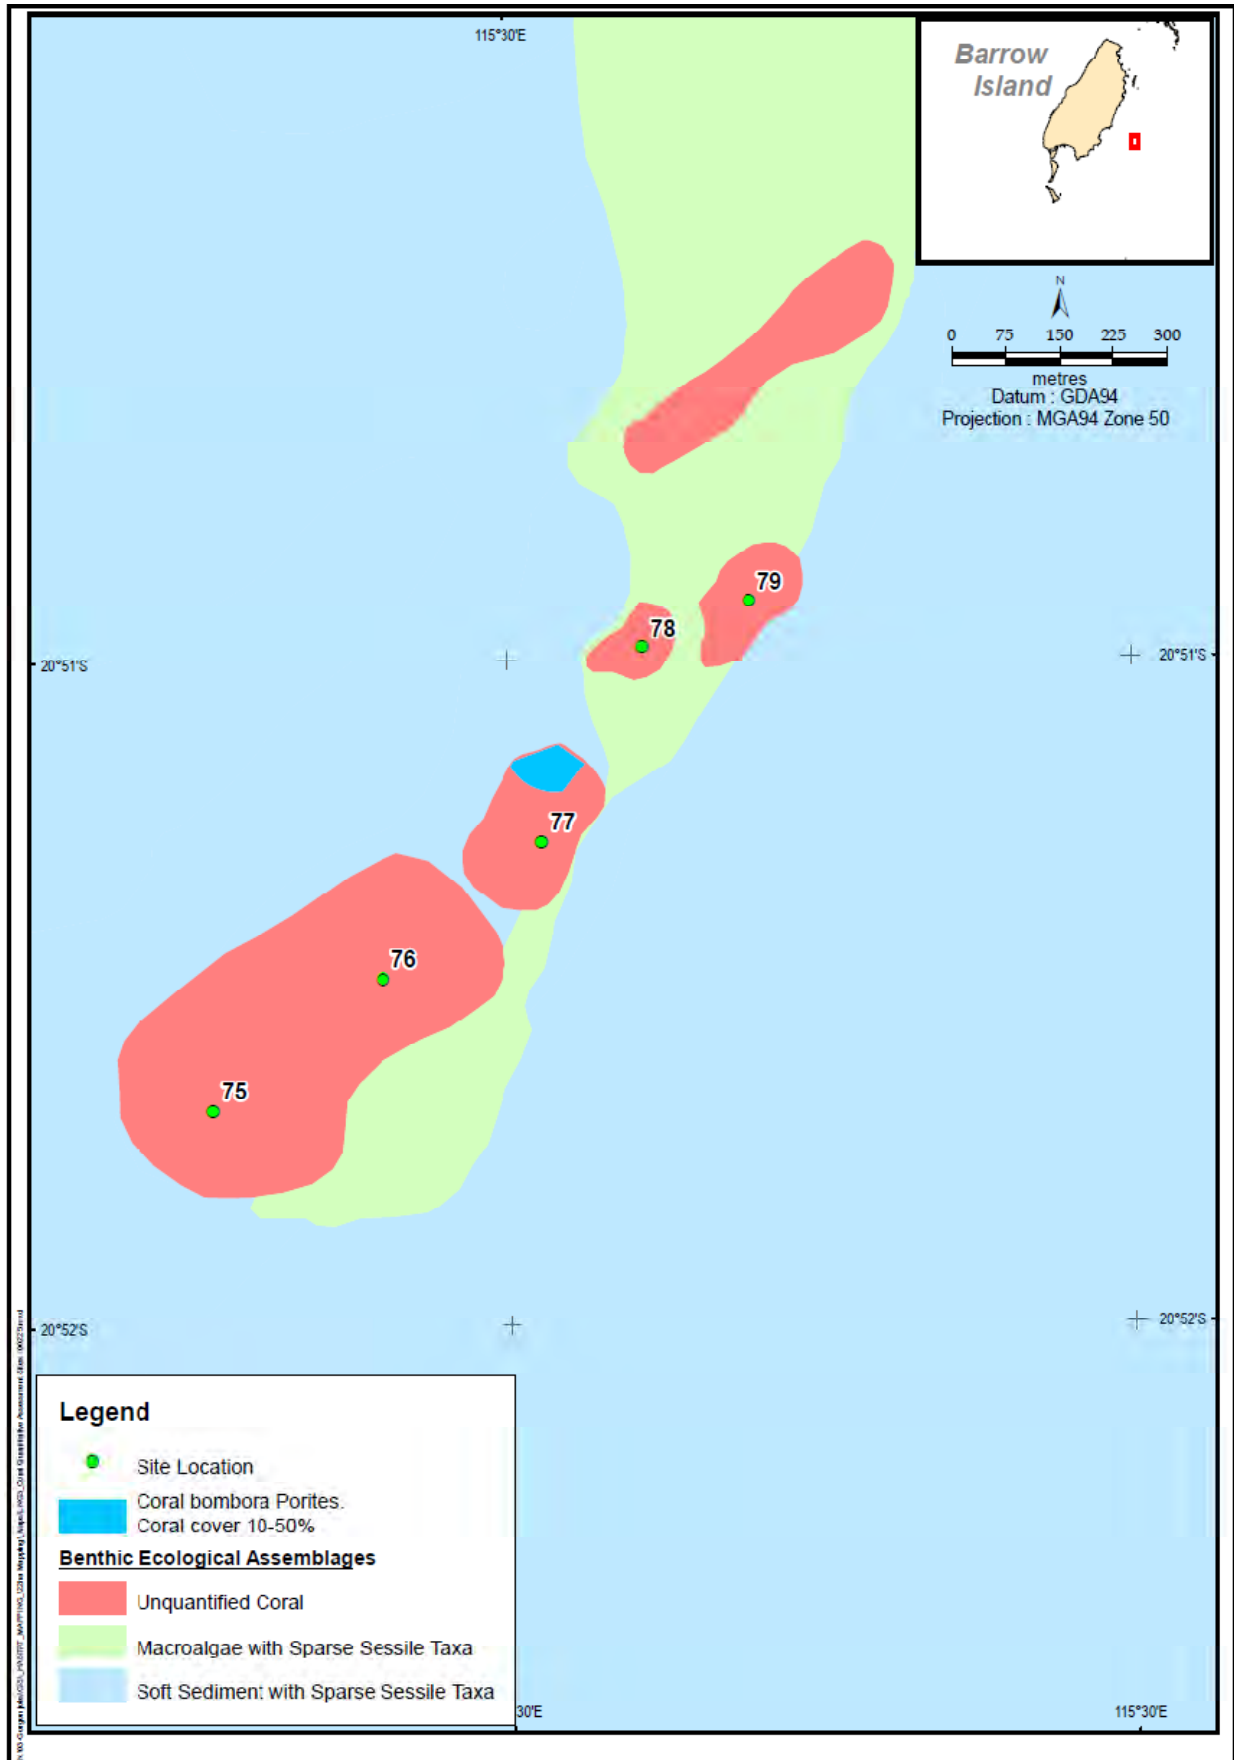 115°30'E
Barrow
Island
N
0 75 150 225 300
metres
Datum : GDA94
Projection : MGA94 Zone 50
79
78
20°51'S
20°51'S
77
76
75
20°52'S
20°52'S
Legend
Site Location
Coral bombora Porites.
Coral cover 10-50%
Benthic Ecological Assemblages
Unquantified Coral
Macroalgae with Sparse Sessile Taxa
Soft Sediment with Sparse Sessile Taxa
30'E
115°30'E